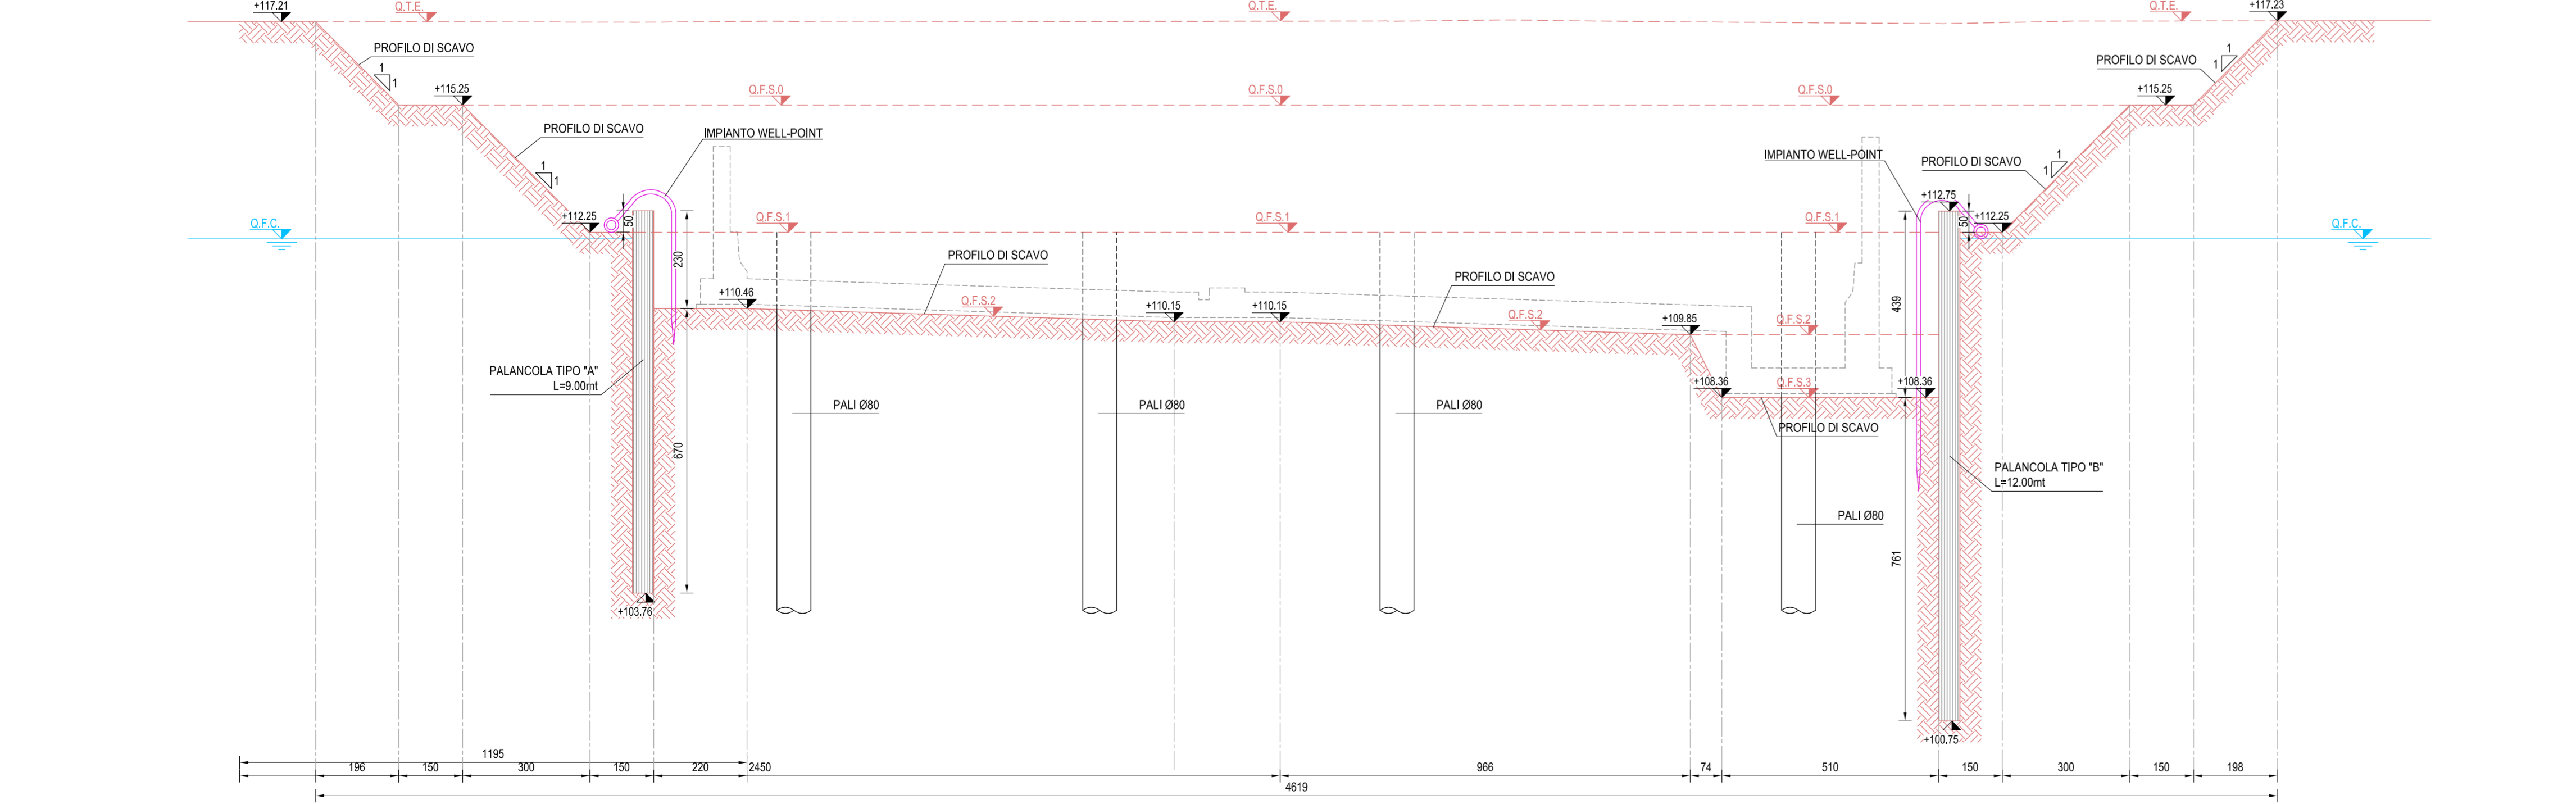 +117.21
Q.T.E.
Q.T.E.
Q.T.E.
+117.23
PROFILO DI SCAVO
1
1
PROFILO DI SCAVO
1
1
+115.25
Q.F.S.0
Q.F.S.0
Q.F.S.0
+115.25
PROFILO DI SCAVO
1
1
IMPIANTO WELL-POINT
IMPIANTO WELL-POINT
PROFILO DI SCAVO
1
1
Q.F.C.
+112.25
50
Q.F.S.1
Q.F.S.1
Q.F.S.1
+112.75
50
+112.25
Q.F.C.
230
PROFILO DI SCAVO
PROFILO DI SCAVO
439
+110.46
Q.F.S.2
+110.15
+110.15
Q.F.S.2
+109.85
Q.F.S.2
PALANCOLA TIPO "A"
L=9.00mt
+108.36
Q.F.S.3
+108.36
PALI Ø80
PALI Ø80
PALI Ø80
PROFILO DI SCAVO
670
PALANCOLA TIPO "B"
L=12.00mt
PALI Ø80
761
+103.76
+100.75
1195
196
150
300
150
220
2450
966
74
510
150
300
150
198
4619